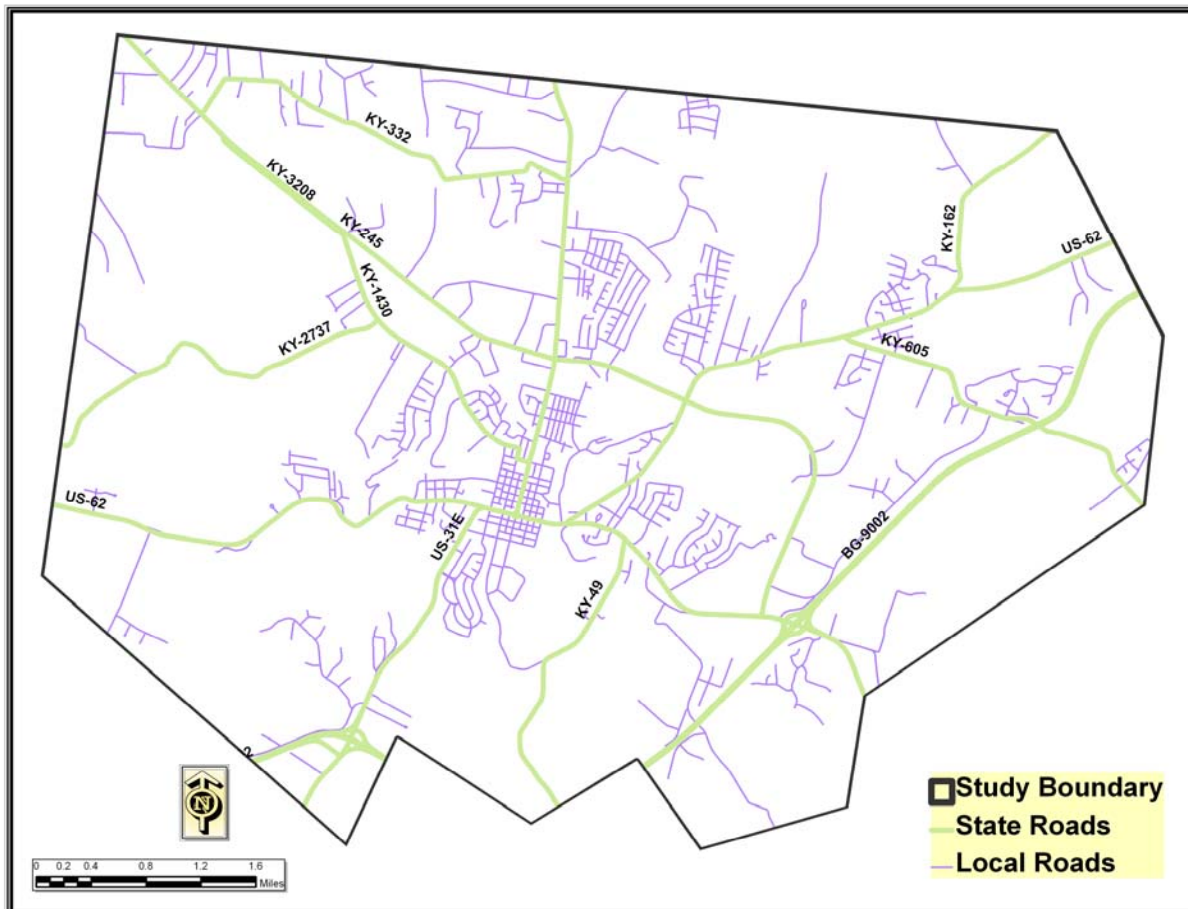 KY-332
KY-3208
KY-245
KY-162
US-62
KY-1430
KY-2737
KY-605
US-62
BG-9002
US-31E
KY-49
2
N
Study Boundary
State Roads
Local Roads
0 0.2 0.4 0.8 1.2 1.6
Miles